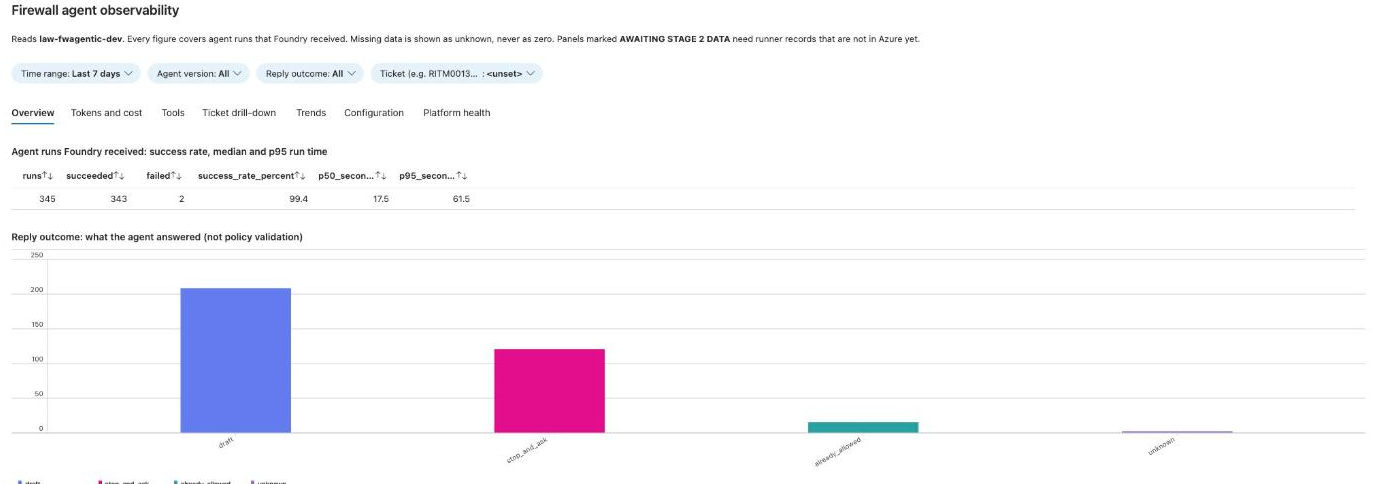 Firewall agent observability
Reads law-fwagentic-dev. Every figure covers agent runs that Foundry received. Missing data is shown as unknown, never as zero. Panels marked AWAITING STAGE 2 DATA need runner records that are not in Azure yet.
Time range: Last 7 days Agent version: All Reply outcome: All Ticket (e.g. RITM0013... : <unset>
Overview Tokens and cost Tools Ticket drill-down Trends Configuration Platform health
Agent runs Foundry received: success rate, median and p95 run time
runs↑↓ succeeded↑↓ failed↑↓ success_rate_percent↑↓ p50_secon...↑↓ p95_secon...↑↓
345 343 2 99.4 17.5 61.5
Reply outcome: what the agent answered (not policy validation)
250
200
150
100
50
0
draft stop_and_ask already_allowed unknown
draft stop_and_ask already_allowed unknown